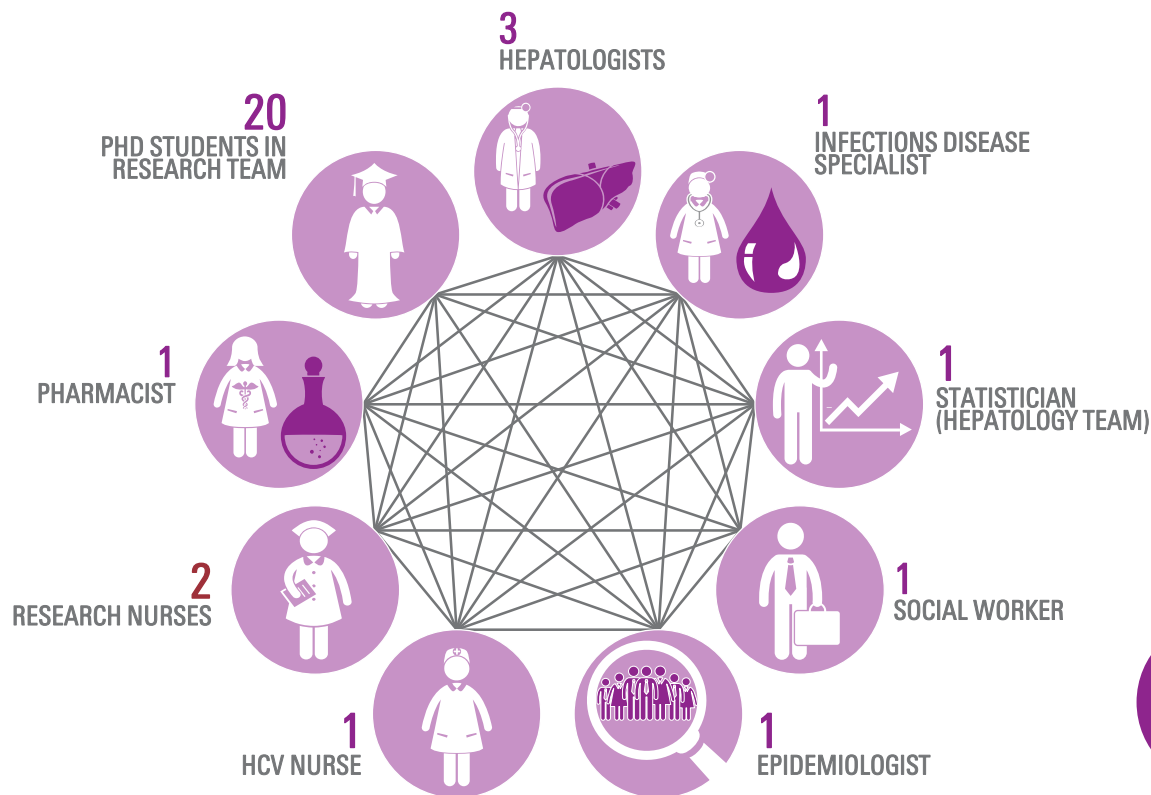 3
HEPATOLOGISTS
20
PHD STUDENTS IN
RESEARCH TEAM
1
INFECTIONS DISEASE
SPECIALIST
1
PHARMACIST
1
STATISTICIAN
(HEPATOLOGY TEAM)
2
RESEARCH NURSES
1
SOCIAL WORKER
1
HCV NURSE
1
EPIDEMIOLOGIST